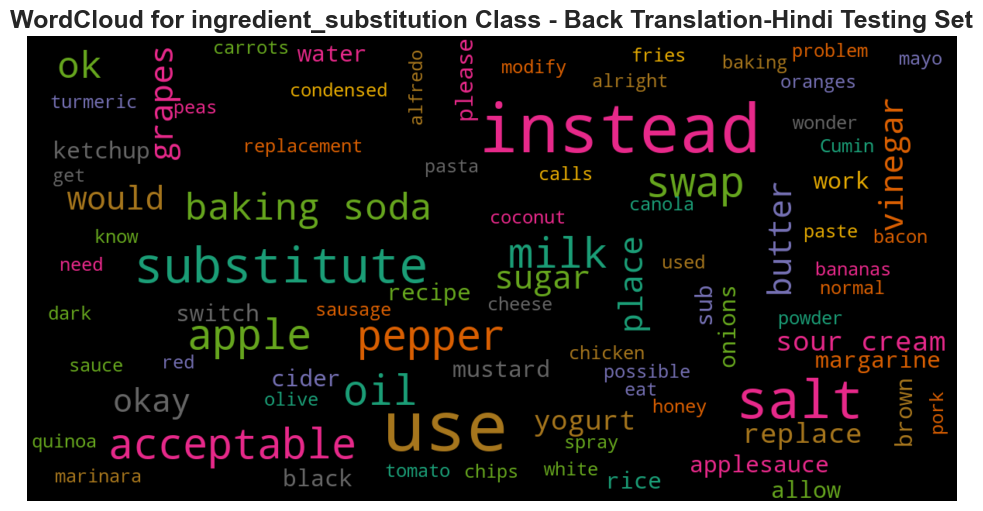 WordCloud for ingredient_substitution Class - Back Translation-Hindi Testing Set
carrots
water
ok
grapes
turmeric
peas
condensed
alfredo
please
modify
fries
alright
baking
problem
oranges
mayo
instead
wonder
Cumin
vinegar
ketchup
get
replacement
pasta
calls
swap
work
would
baking soda
coconut
canola
butter
paste
bacon
know
need
substitute
milk
sugar
place
used
bananas
normal
recipe
cheese
sub
onions
dark
switch
sausage
powder
apple
pepper
sour cream
margarine
sauce
red
cider
mustard
chicken
possible
eat
okay
olive
oil
honey
salt
brown
pork
use
yogurt
replace
quinoa
acceptable
spray
applesauce
marinara
black
tomato
chips
white
rice
allow